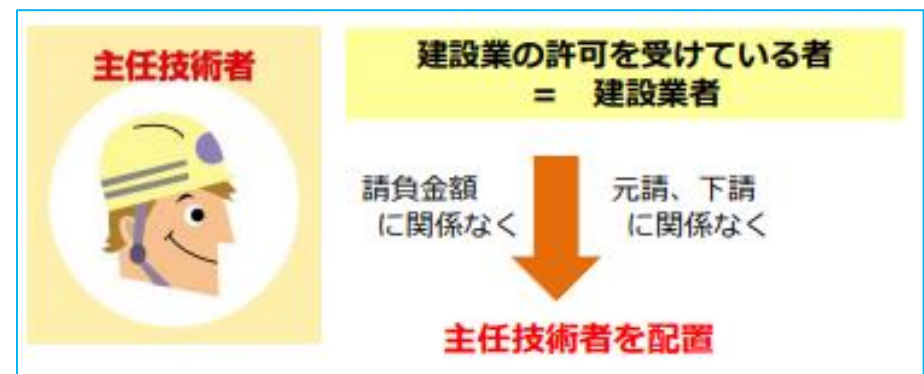 主任技術者
建設業の許可を受けている者
＝　建設業者
請負金額
に関係なく
元請、下請
に関係なく
主任技術者を配置